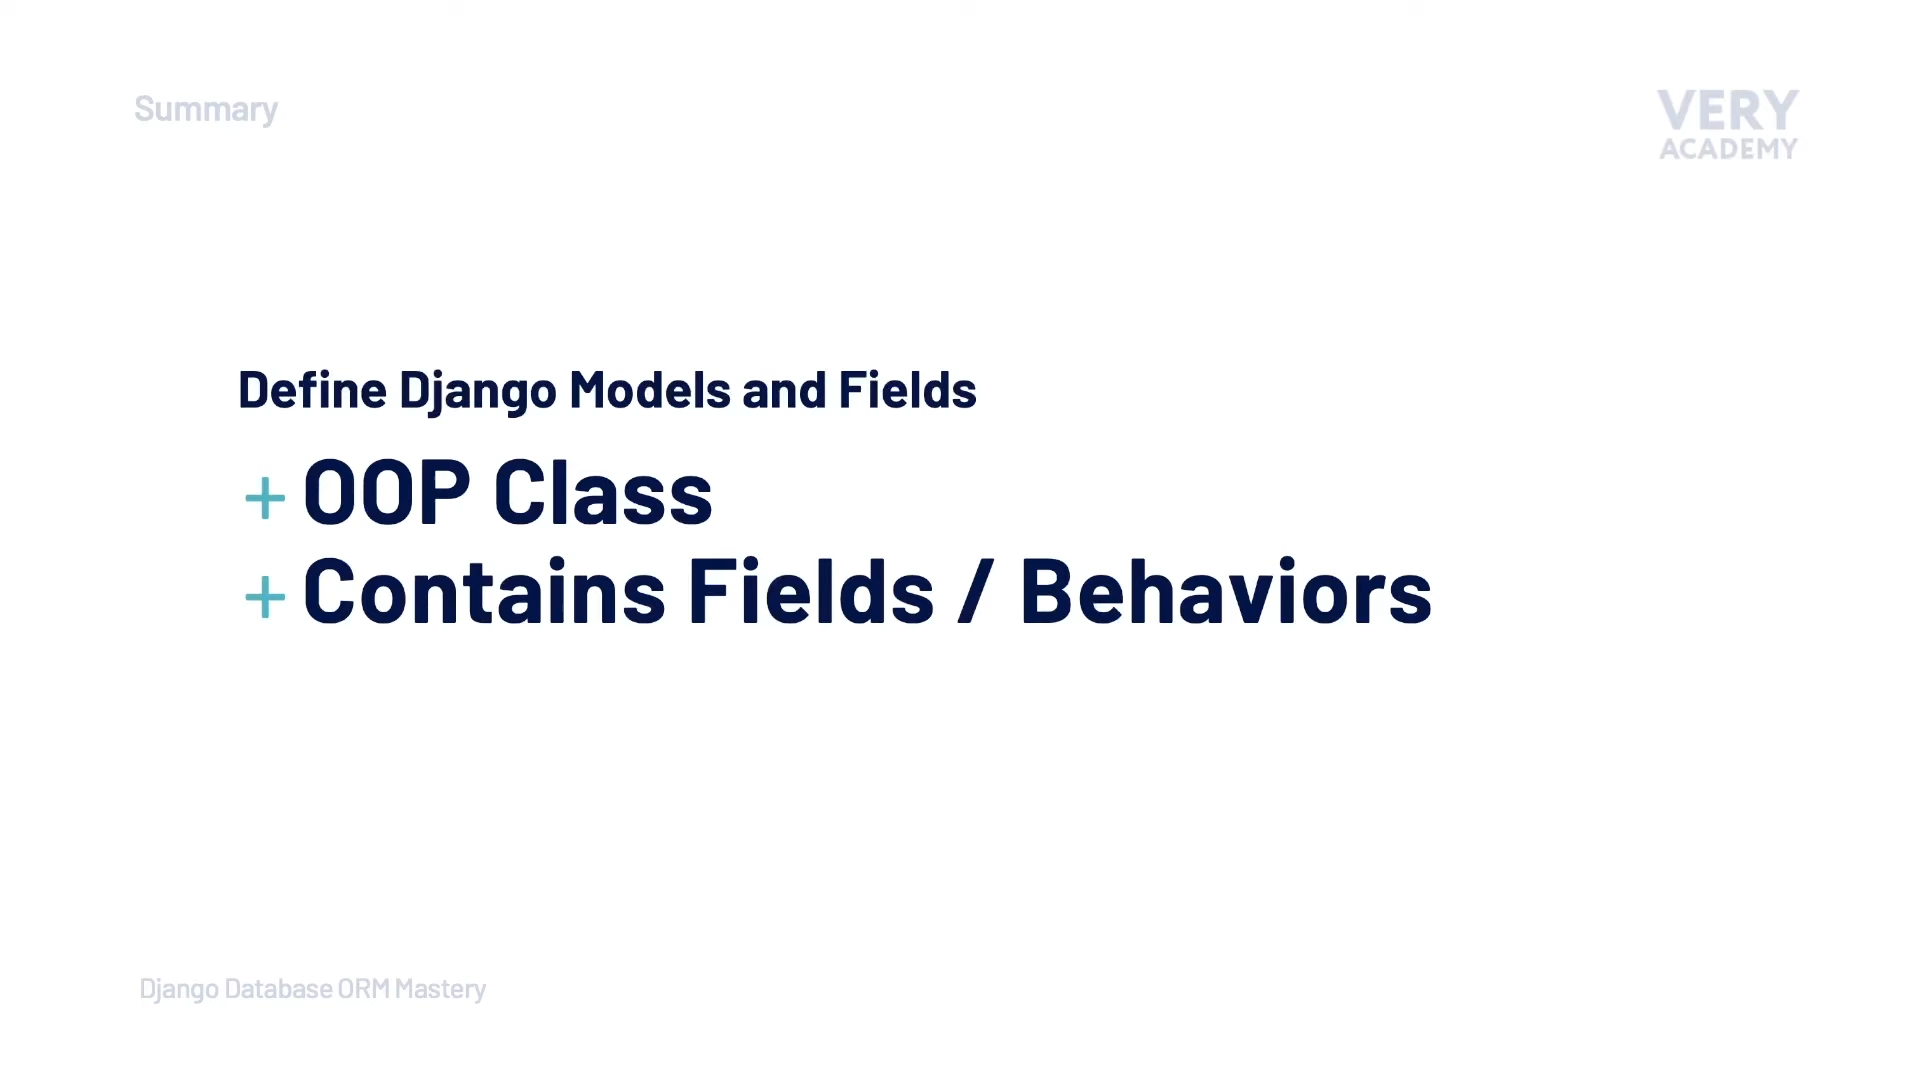 Summary
VERY
ACADEMY
Define Django Models and Fields
+ OOP Class
+ Contains Fields / Behaviors
Django Database ORM Mastery